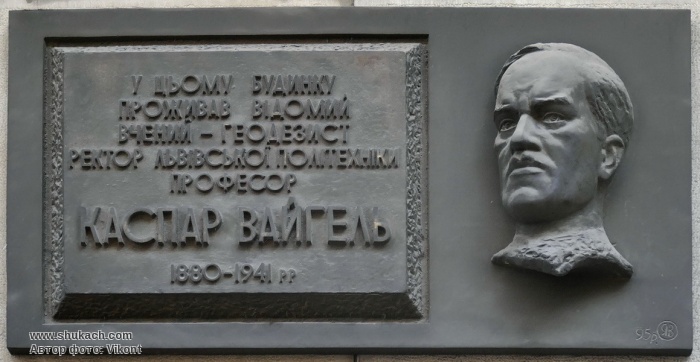 У ЦЬОМУ БУДИНКУ
ПРОЖИВАВ ВІДОМИЙ
ВЧЕНИЙ – ГЕОДЕЗИСТ
РЕКТОР ЛЬВІВСЬКОЇ ПОЛІТЕХНІКИ
ПРОФЕСОР
КАСПАР ВАЙГЕЛЬ
1880–1941 рр
95р
www.shukach.com
Автор фото: Vikont